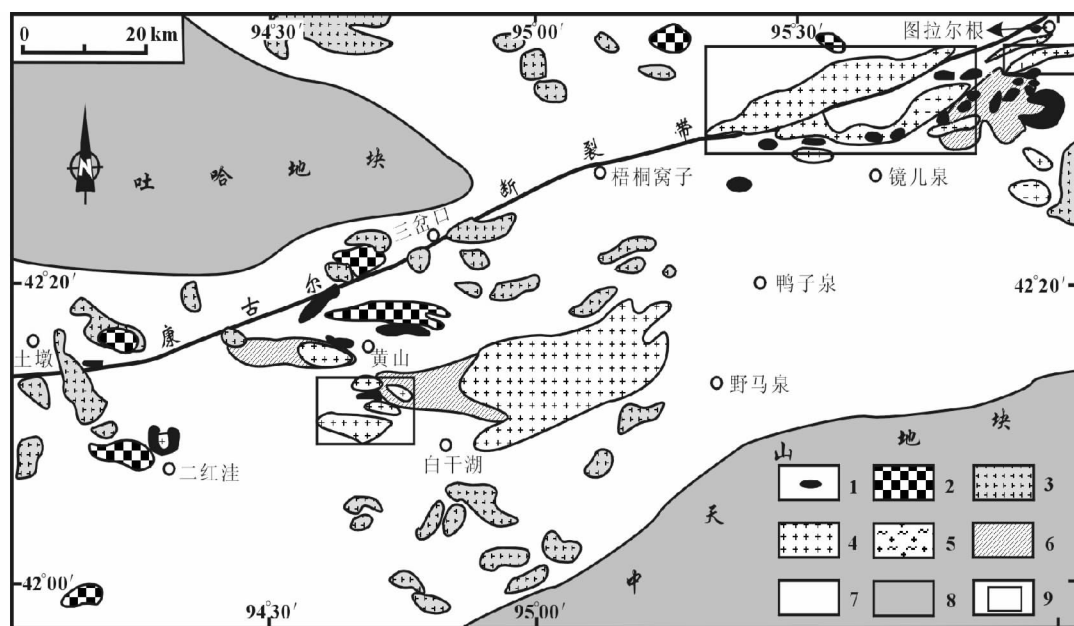 0 20 km
94°30′ 95°00′ 95°30′
图拉尔根
吐哈地块
康古尔断裂带
梧桐窝子
镜儿泉
三岔口
42°20′ 42°20′
鸭子泉
土墩
黄山
野马泉
白干湖
二红洼
中天山地块
1 2 3
4 5 6
7 8 9
42°00′
94°30′ 95°00′